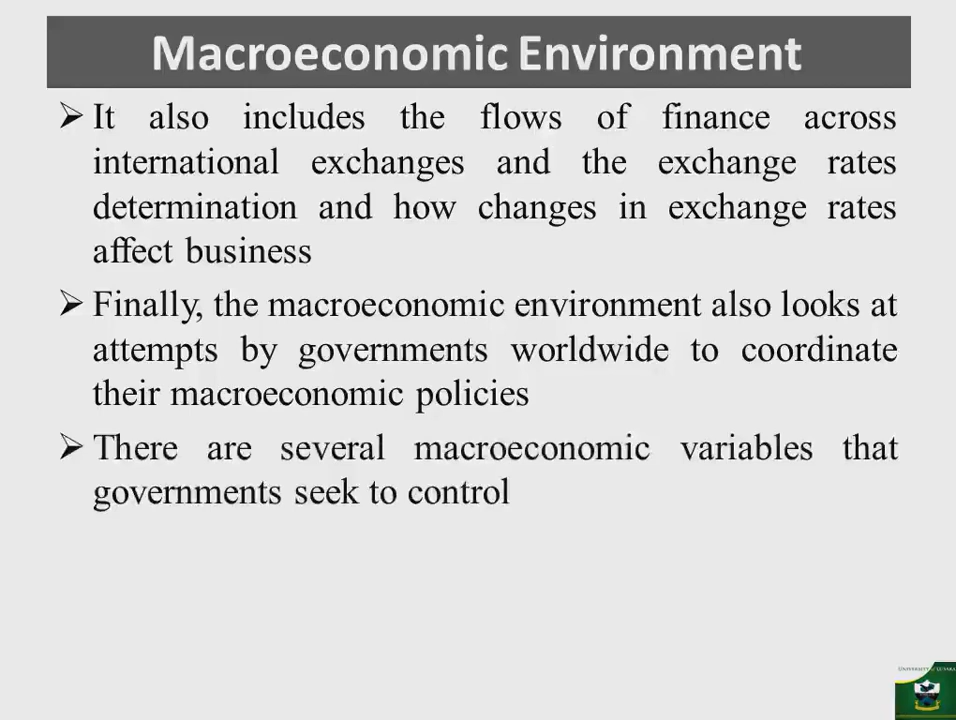 Macroeconomic Environment
It also includes the flows of finance across
international exchanges and the exchange rates
determination and how changes in exchange rates
affect business
Finally, the macroeconomic environment also looks at
attempts by governments worldwide to coordinate
their macroeconomic policies
There are several macroeconomic variables that
governments seek to control